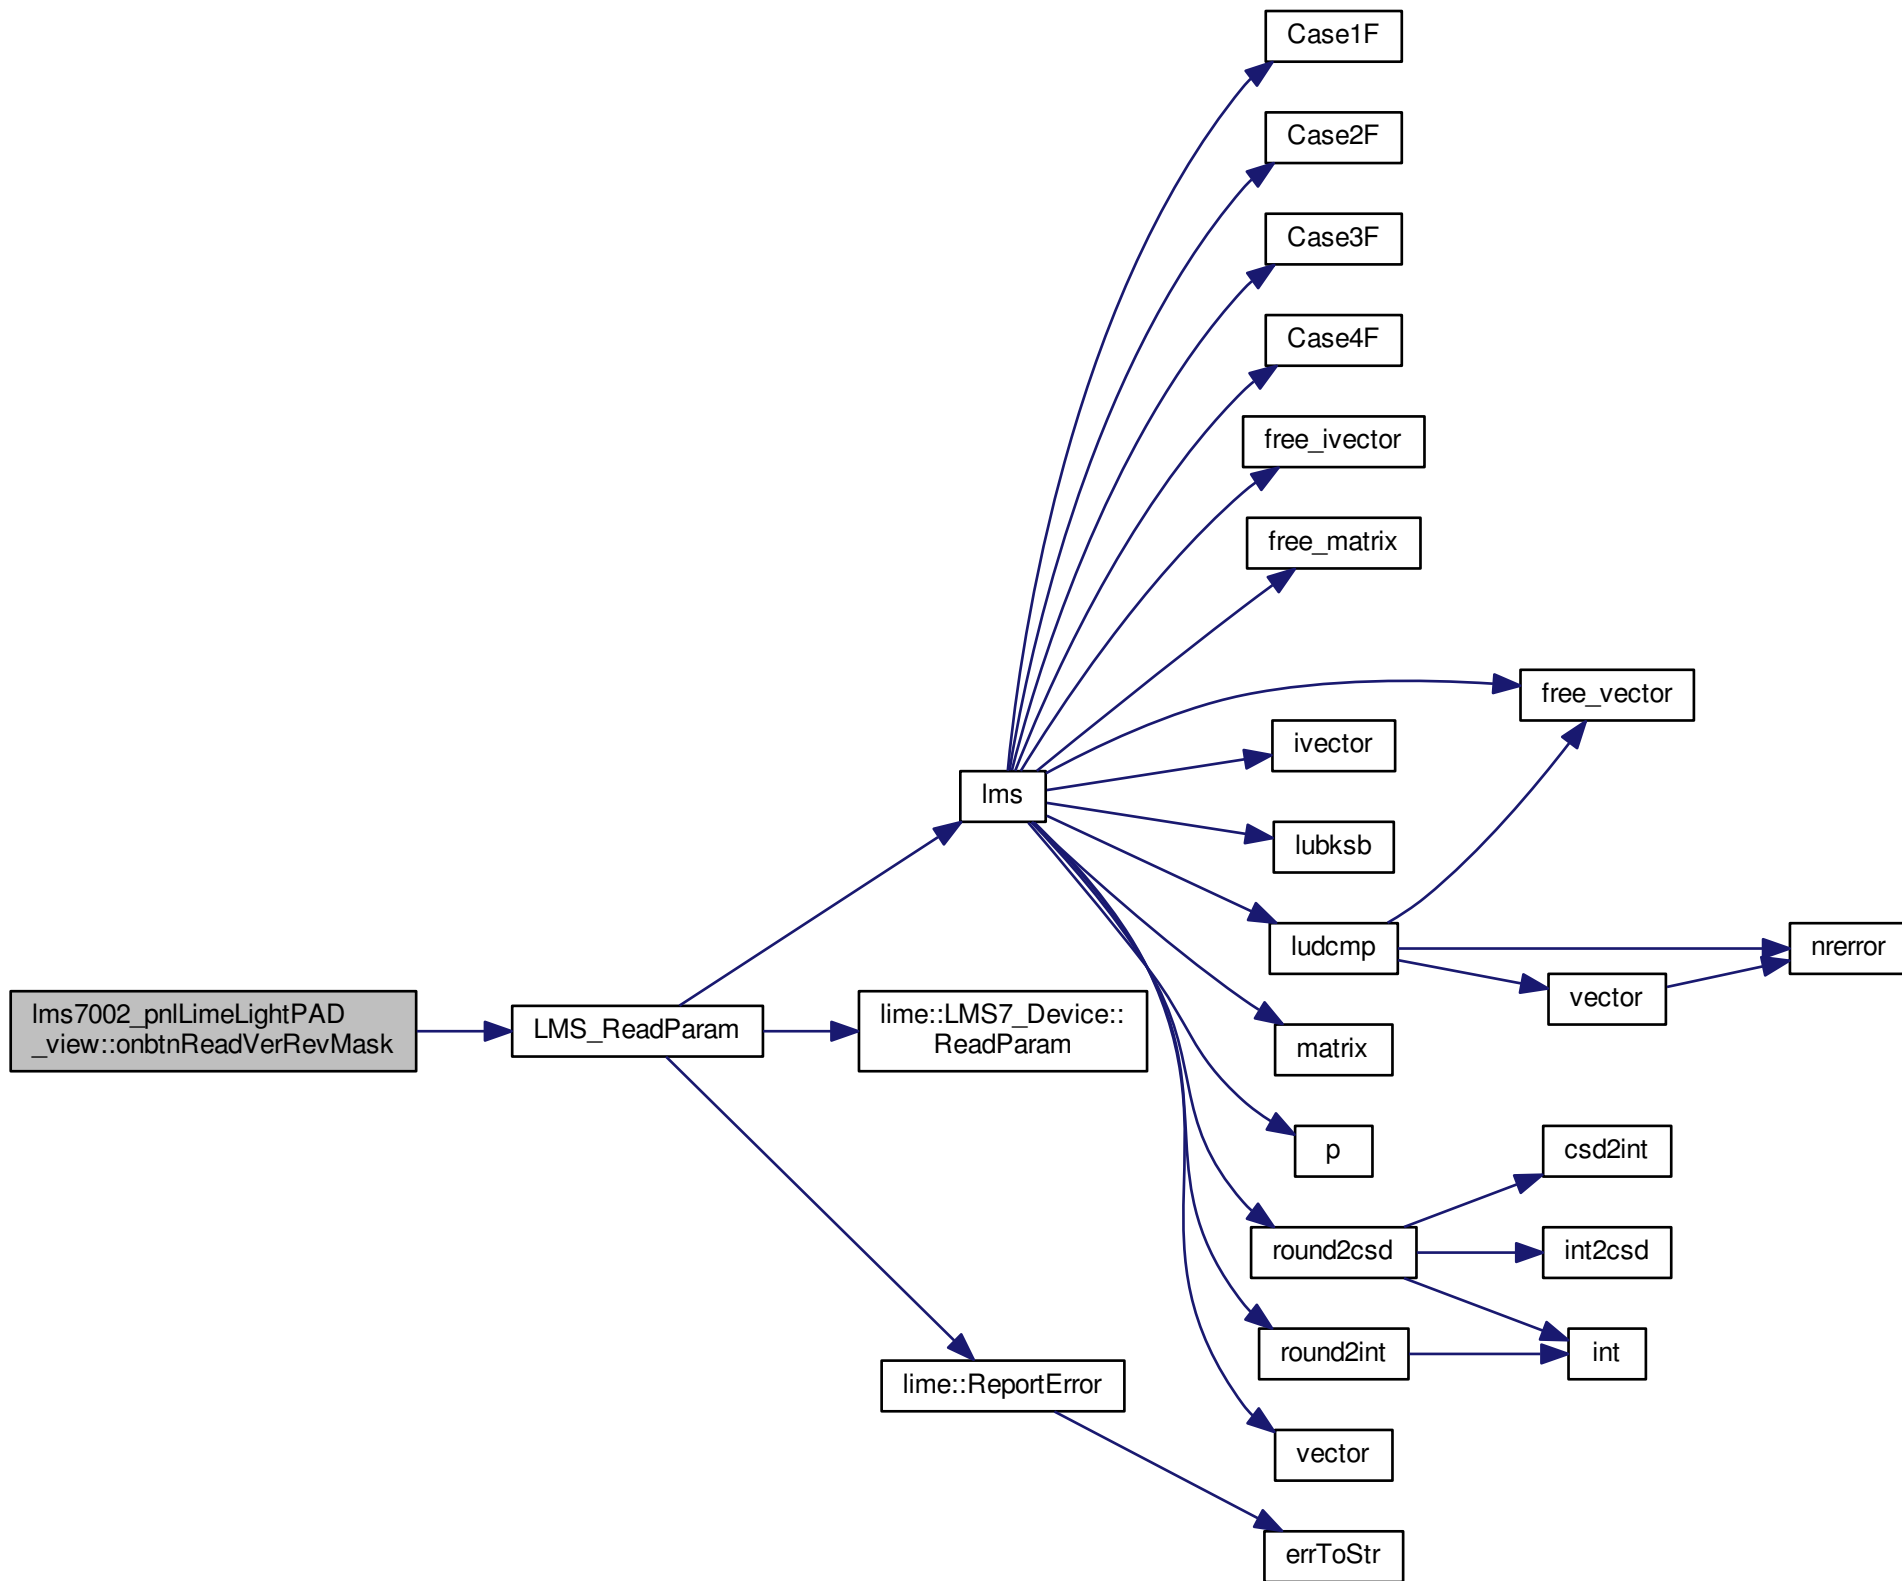 Case1F
Case2F
Case3F
Case4F
free_ivector
free_matrix
free_vector
ivector
lms
lubksb
ludcmp
nrerror
vector
lms7002_pnlLimeLightPAD
_view::onbtnReadVerRevMask
LMS_ReadParam
lime::LMS7_Device::
ReadParam
matrix
p
csd2int
round2csd
int2csd
round2int
int
lime::ReportError
vector
errToStr